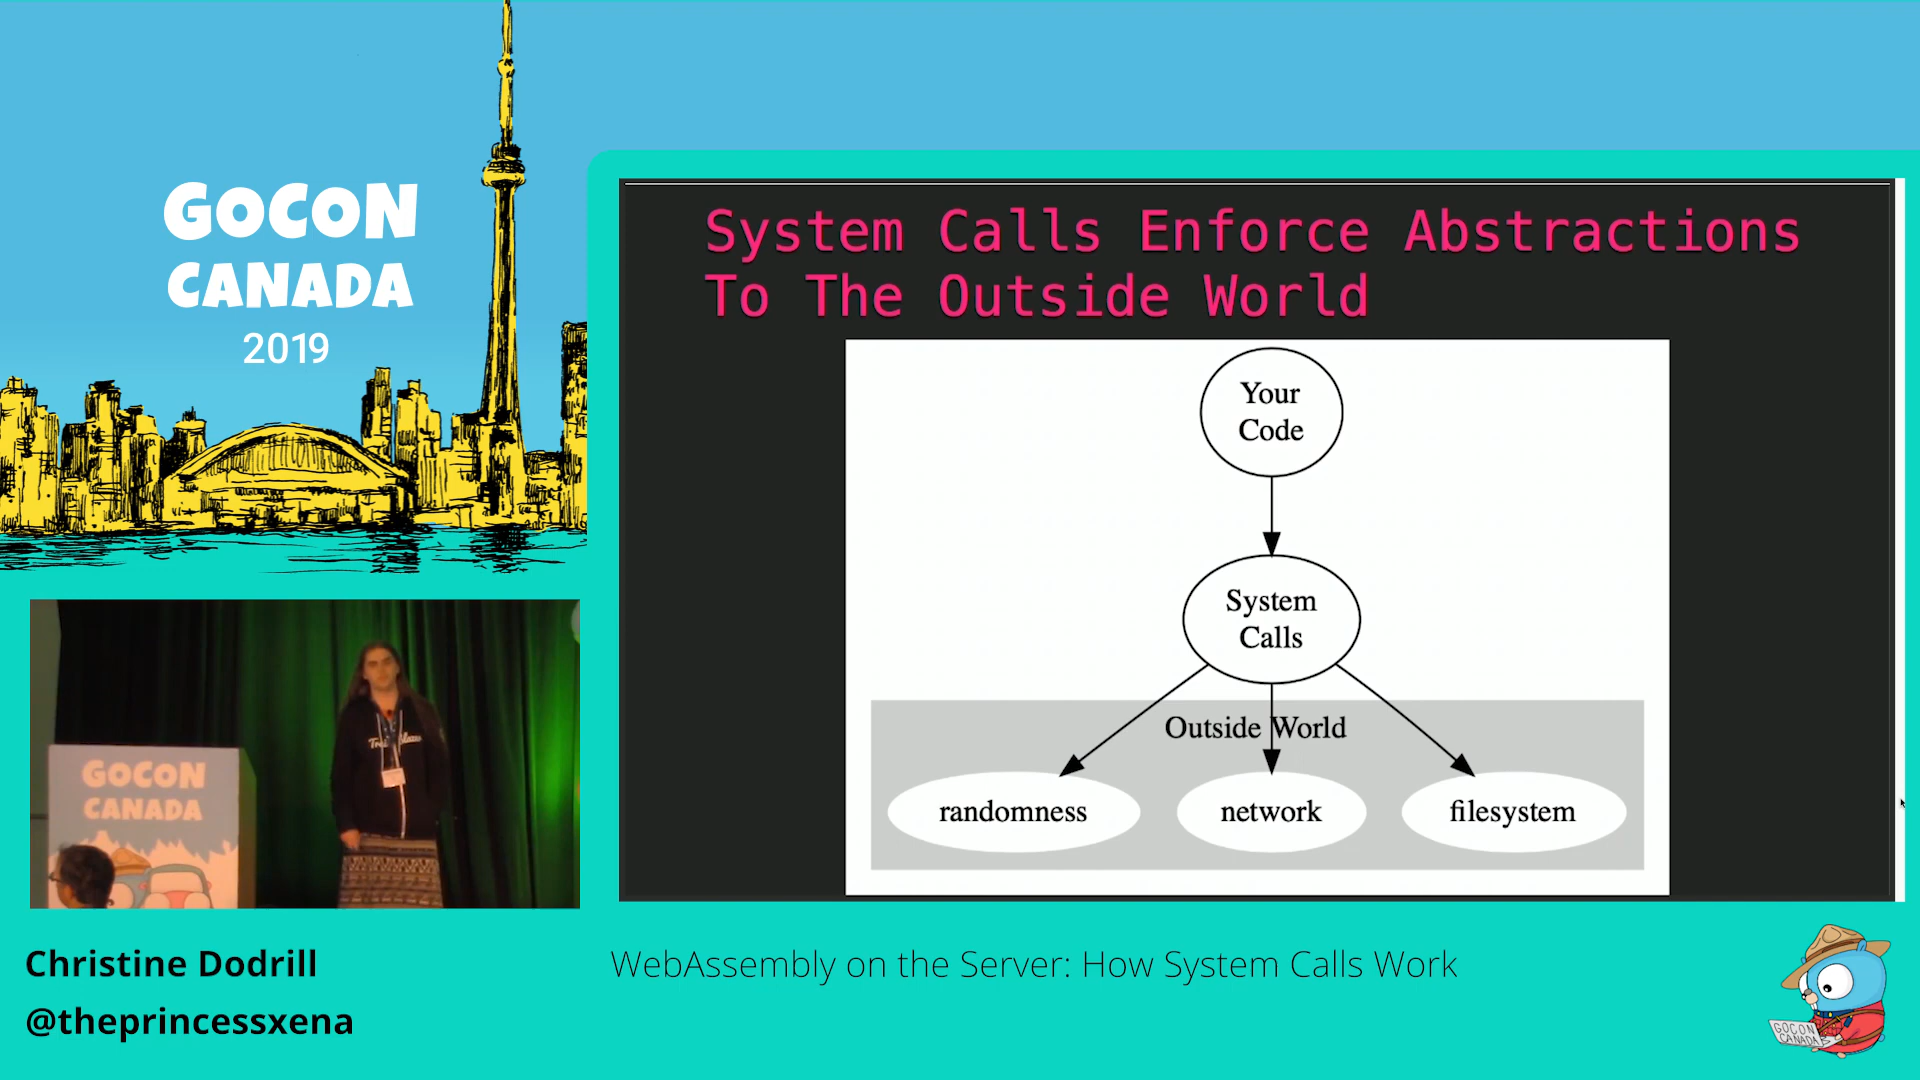 GOCON
CANADA
2019
System Calls Enforce Abstractions
To The Outside World
Your
Code
System
Calls
Outside World
randomness
network
filesystem
GOCON
CANADA
Christine Dodrill
@theprincessxena
WebAssembly on the Server: How System Calls Work
GOCON
CANADA